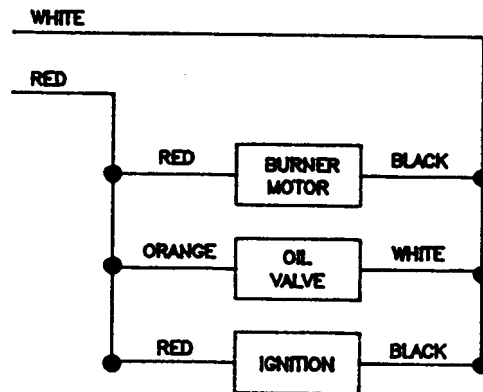 WHITE
RED
RED BURNER MOTOR BLACK
ORANGE OIL VALVE WHITE
RED IGNITION BLACK